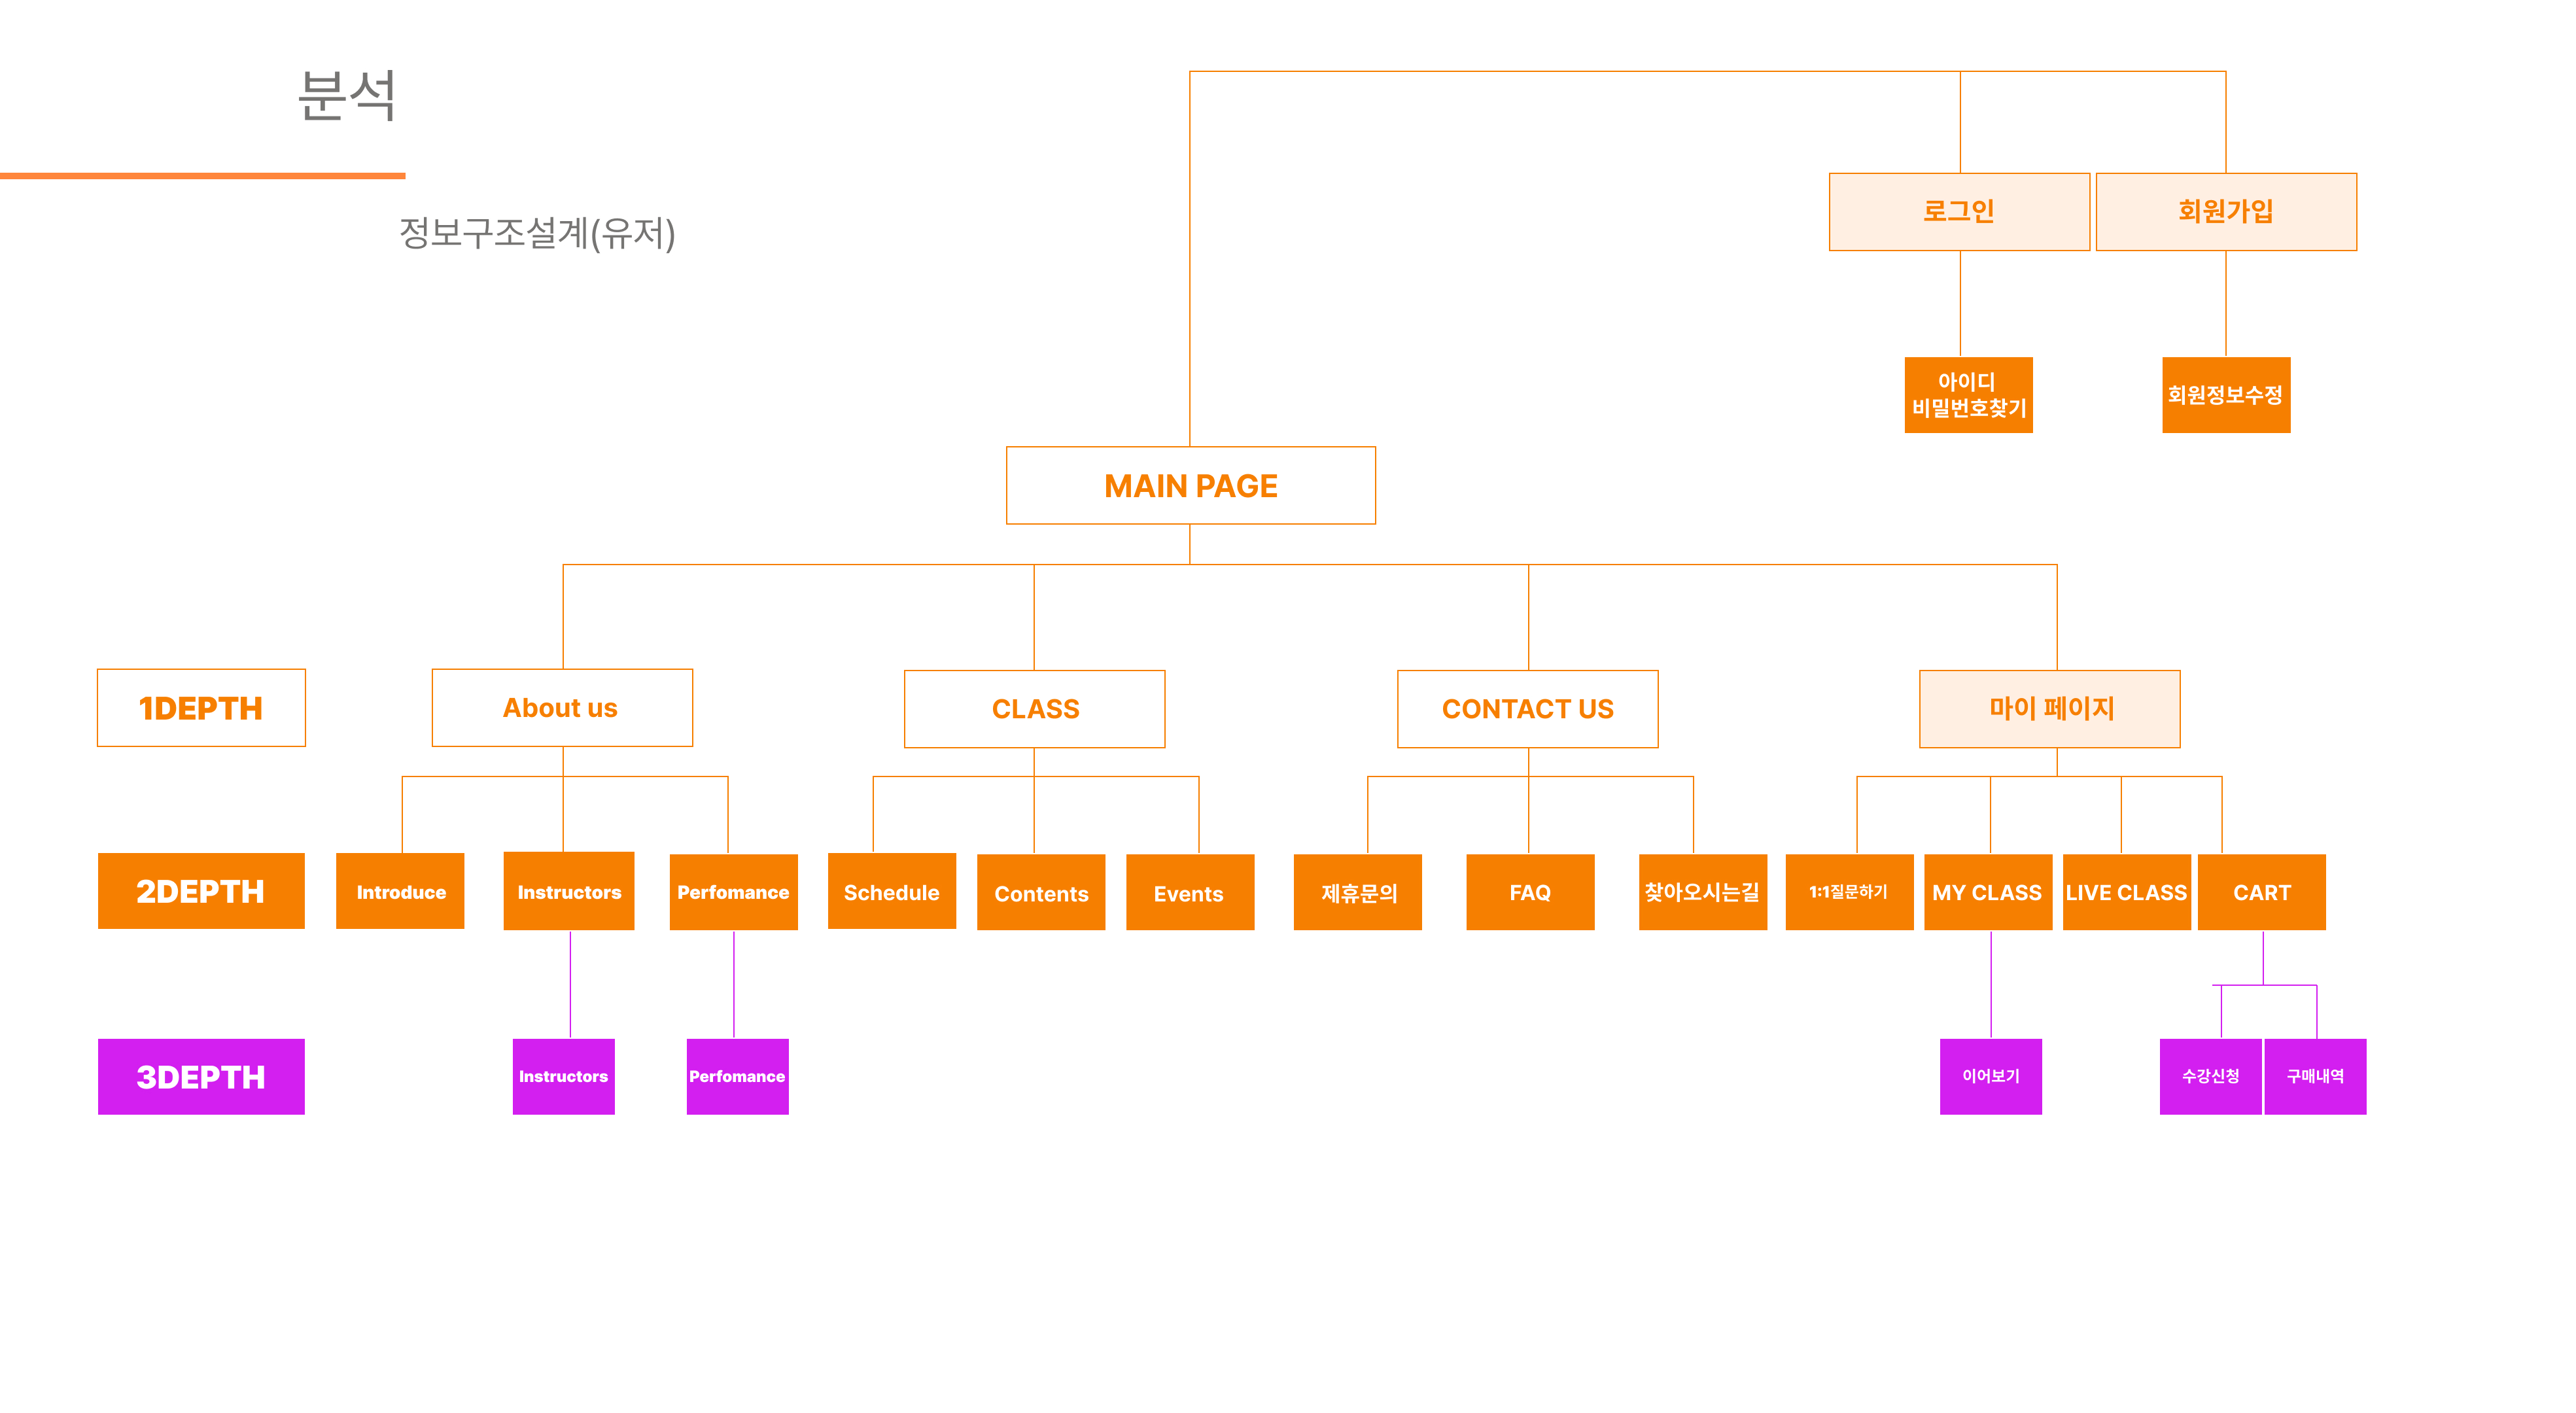 분석
정보구조설계(유저)
로그인
회원가입
아이디
비밀번호찾기
회원정보수정
MAIN PAGE
1DEPTH
About us
CLASS
CONTACT US
마이 페이지
2DEPTH
Introduce
Instructors
Perfomance
Schedule
Contents
Events
제휴문의
FAQ
찾아오시는길
1:1질문하기
MY CLASS
LIVE CLASS
CART
3DEPTH
Instructors
Perfomance
이어보기
수강신청
구매내역